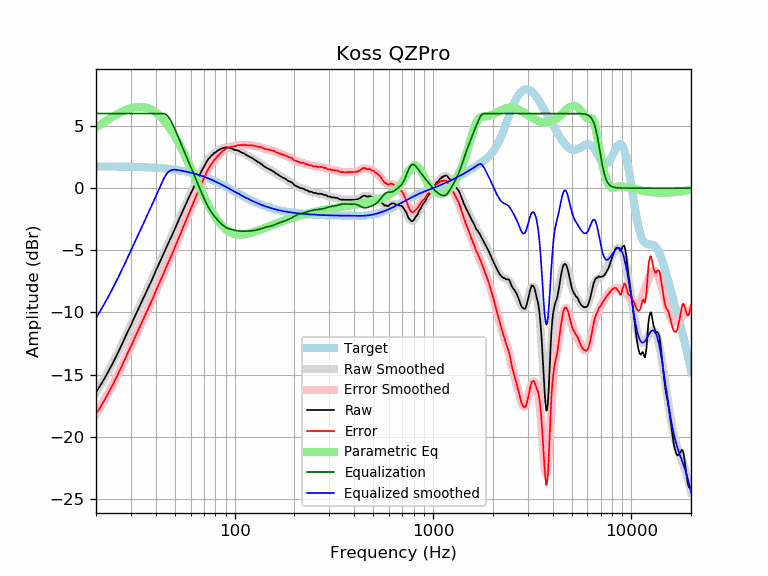 Koss QZPro
Amplitude (dBr)
5
0
−5
−10
−15
−20
−25
100
1000
10000
Frequency (Hz)
Target
Raw Smoothed
Error Smoothed
Raw
Error
Parametric Eq
Equalization
Equalized smoothed